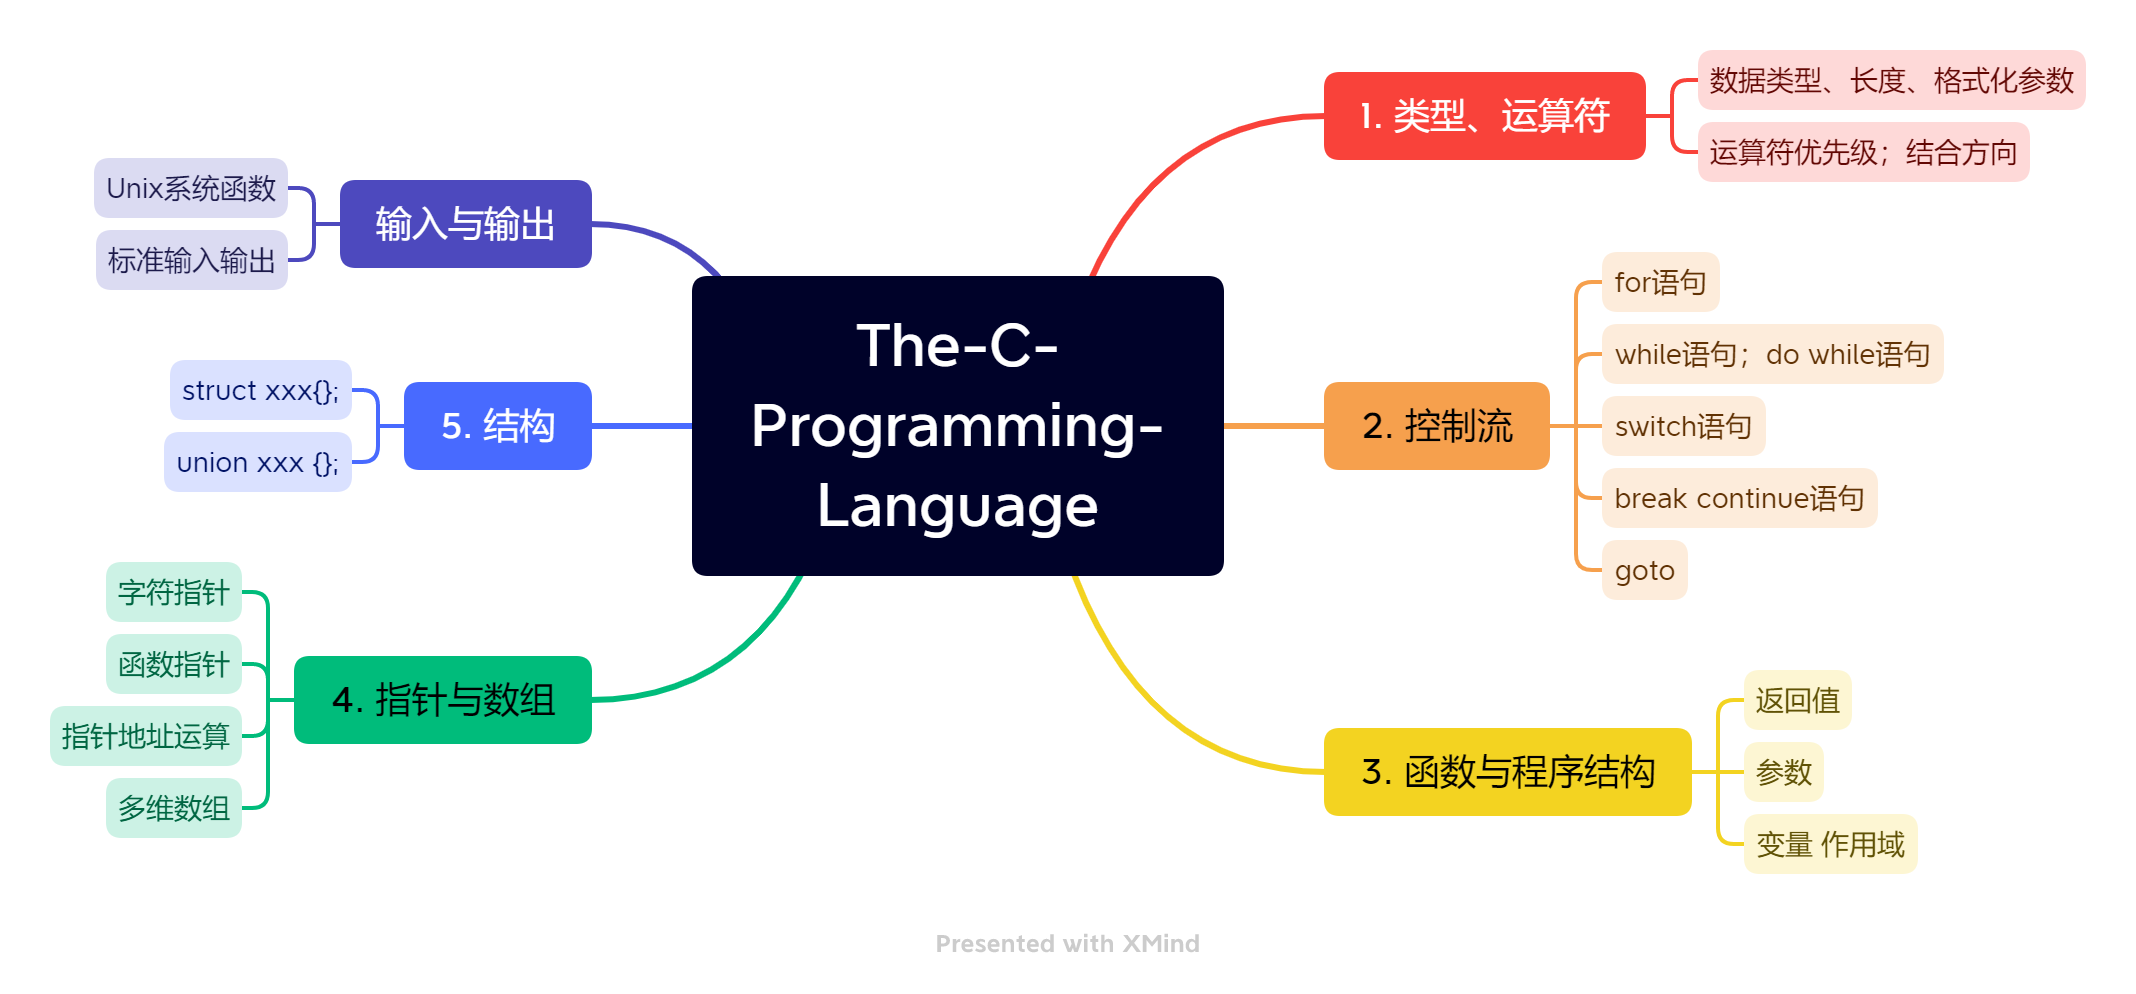 The-C-
Programming-
Language
1. 类型、运算符
数据类型、长度、格式化参数
运算符优先级；结合方向
2. 控制流
for语句
while语句；do while语句
switch语句
break continue语句
goto
3. 函数与程序结构
返回值
参数
变量 作用域
4. 指针与数组
字符指针
函数指针
指针地址运算
多维数组
5. 结构
struct xxx{};
union xxx {};
输入与输出
Unix系统函数
标准输入输出
Presented with XMind